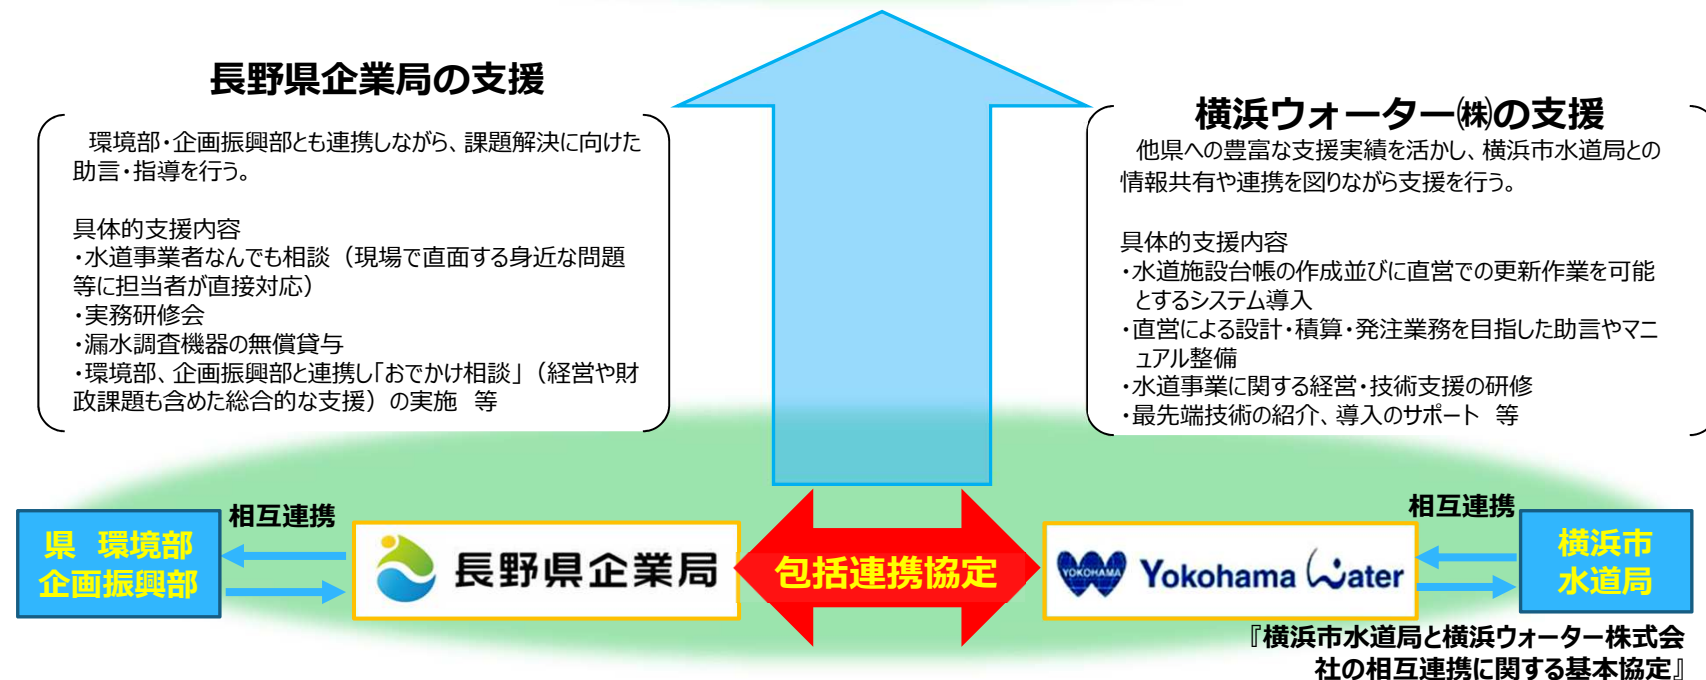 長野県企業局の支援
環境部・企画振興部とも連携しながら、課題解決に向けた
助言・指導を行う。
具体的支援内容
・水道事業者なんでも相談（現場で直面する身近な問題
等に担当者が直接対応）
・実務研修会
・漏水調査機器の無償貸与
・環境部、企画振興部と連携し「おでかけ相談」（経営や財
政課題も含めた総合的な支援）の実施　等
横浜ウォーター㈱の支援
他県への豊富な支援実績を活かし、横浜市水道局との
情報共有や連携を図りながら支援を行う。
具体的支援内容
・水道施設台帳の作成並びに直営での更新作業を可能
とするシステム導入
・直営による設計・積算・発注業務を目指した助言やマニ
ュアル整備
・水道事業に関する経営・技術支援の研修
・最先端技術の紹介、導入のサポート　等
県　環境部
企画振興部
相互連携
長野県企業局
包括連携協定
YOKOHAMA
Yokohama Water
相互連携
横浜市
水道局
『横浜市水道局と横浜ウォーター株式会
社の相互連携に関する基本協定』